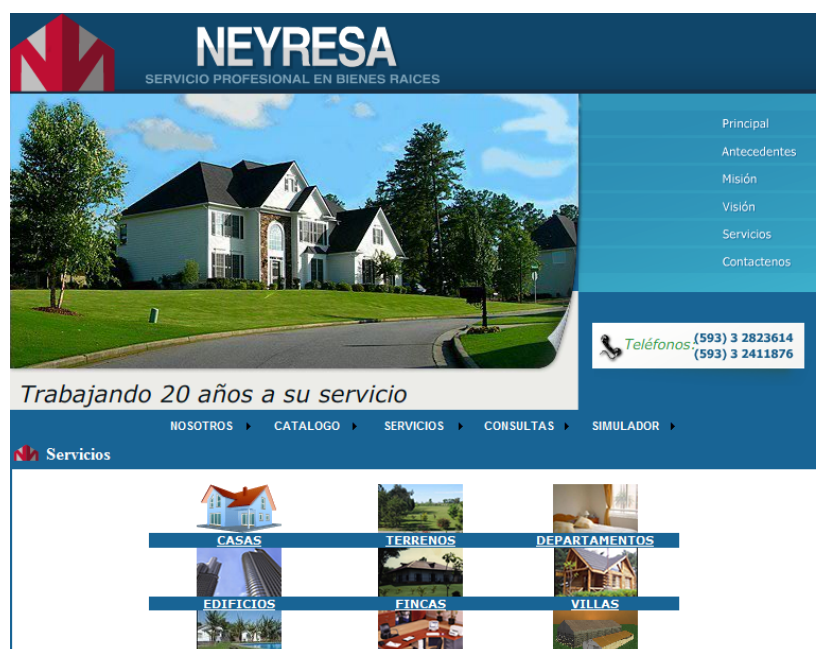 NEYRESA
SERVICIO PROFESIONAL EN BIENES RAICES
Principal
Antecedentes
Misión
Visión
Servicios
Contactenos
Teléfonos: (593) 3 2823614
(593) 3 2411876
Trabajando 20 años a su servicio
NOSOTROS CATALOGO SERVICIOS CONSULTAS SIMULADOR
Servicios
CASAS TERRENOS DEPARTAMENTOS
EDIFICIOS FINCAS VILLAS